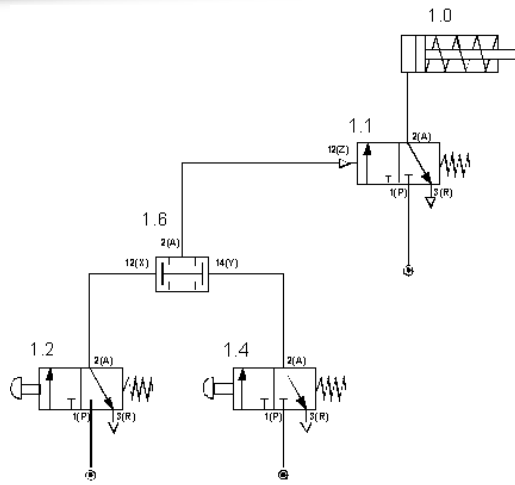 1.0
1.1
2(A)
12(Z)
1(P) 3(R)
1.6
2(A)
12(X) 14(Y)
1.2 1.4
2(A) 2(A)
1(P) 3(R) 1(P) 3(R)